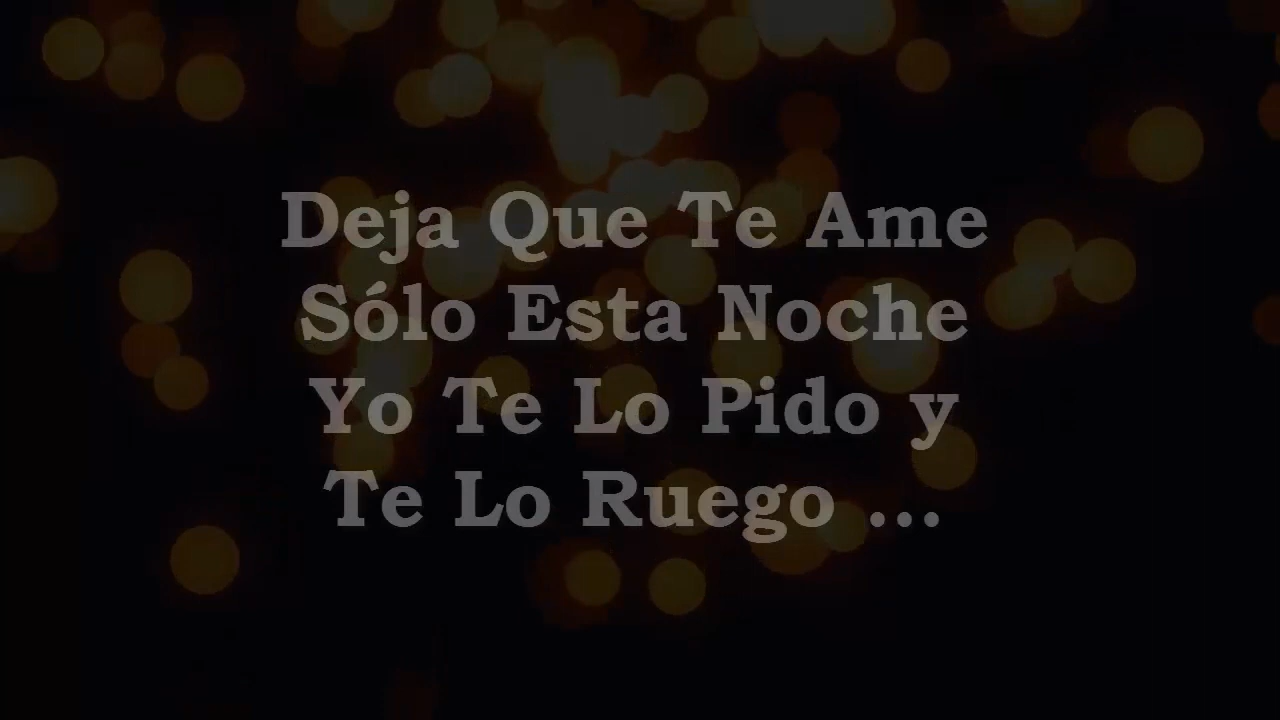 Deja Que Te Ame
Sólo Esta Noche
Yo Te Lo Pido y
Te Lo Ruego ...